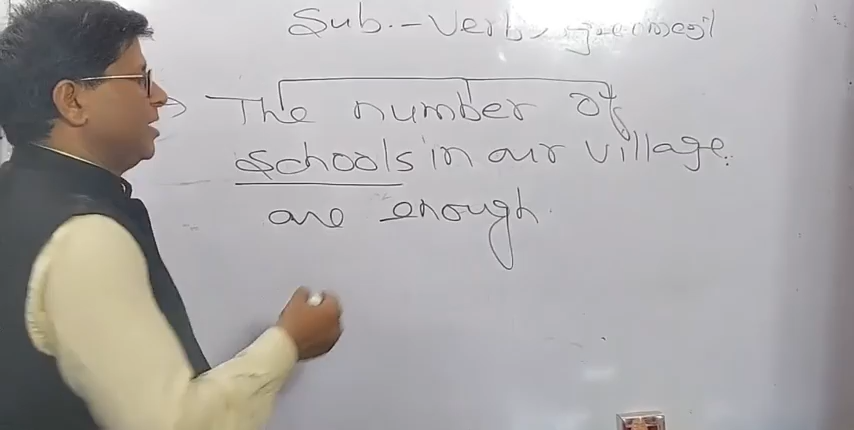 Sub. - Verb
The number of
schools in our village
are enough.